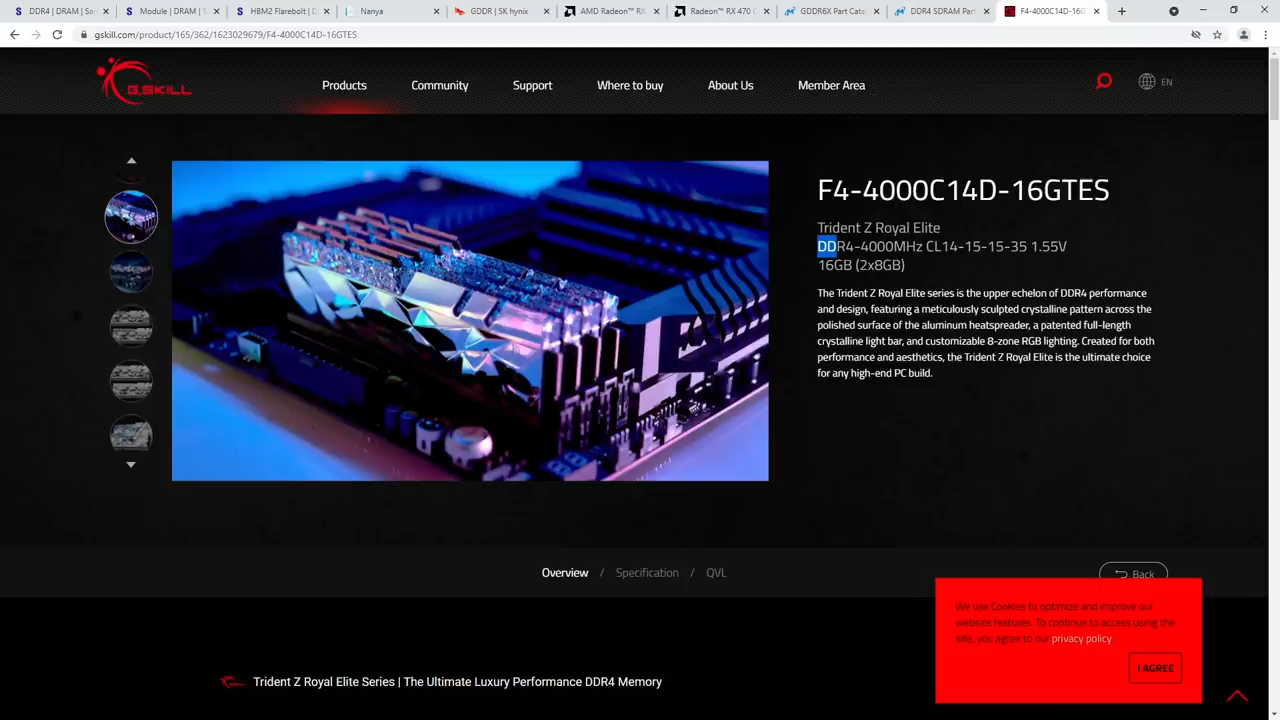 DDR4 | DRAM | Sa
Module | DRAM | S
HBM2 Flarebolt | D
Nanya
GDDR | SK hynix
AMD Radeon™ RX
Radeon™ RX 470
GDDR6X Part Cata
DDR4 SDRAM Part
F4-4000C14D-16G
gskill.com/product/165/362/1623029679/F4-4000C14D-16GTES
G.SKILL
Products
Community
Support
Where to buy
About Us
Member Area
EN
F4-4000C14D-16GTES
Trident Z Royal Elite
DDR4-4000MHz CL14-15-15-35 1.55V
16GB (2x8GB)
The Trident Z Royal Elite series is the upper echelon of DDR4 performance
and design, featuring a meticulously sculpted crystalline pattern across the
polished surface of the aluminum heatspreader, a patented full-length
crystalline light bar, and customizable 8-zone RGB lighting. Created for both
performance and aesthetics, the Trident Z Royal Elite is the ultimate choice
for any high-end PC build.
Overview / Specification / QVL
Back
We use Cookies to optimize and improve our
website features. To continue to access using the
site, you agree to our privacy policy
I AGREE
Trident Z Royal Elite Series | The Ultimate Luxury Performance DDR4 Memory